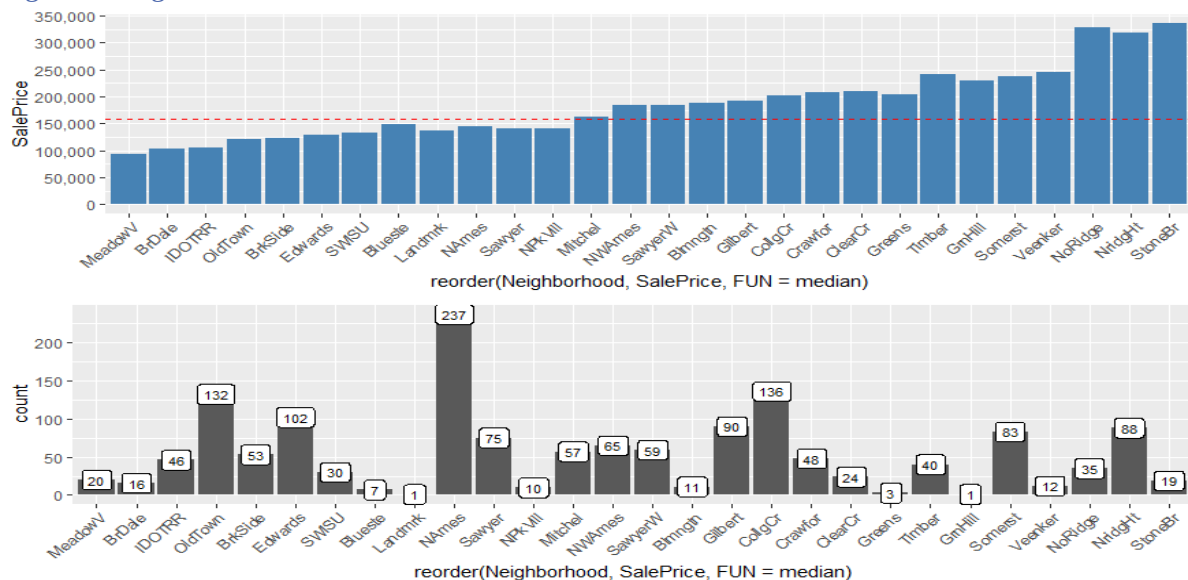 350,000
300,000
250,000
200,000
150,000
100,000
50,000
0
SalePrice
MeadowV BrDale IDOTRR OldTown BrkSide Edwards SWISU Blueste Landmrk NAmes Sawyer NPkVill Mitchel NWAmes SawyerW Blmngtn Gilbert CollgCr Crawfor ClearCr Greens Timber GrnHill Somerst Veenker NoRidge NridgHt StoneBr
reorder(Neighborhood, SalePrice, FUN = median)
200
150
100
50
0
count
20 16 46 132 53 102 30 7 1 237 75 10 57 65 59 11 90 136 48 24 3 40 1 83 12 35 88 19
MeadowV BrDale IDOTRR OldTown BrkSide Edwards SWISU Blueste Landmrk NAmes Sawyer NPkVill Mitchel NWAmes SawyerW Blmngtn Gilbert CollgCr Crawfor ClearCr Greens Timber GrnHill Somerst Veenker NoRidge NridgHt StoneBr
reorder(Neighborhood, SalePrice, FUN = median)